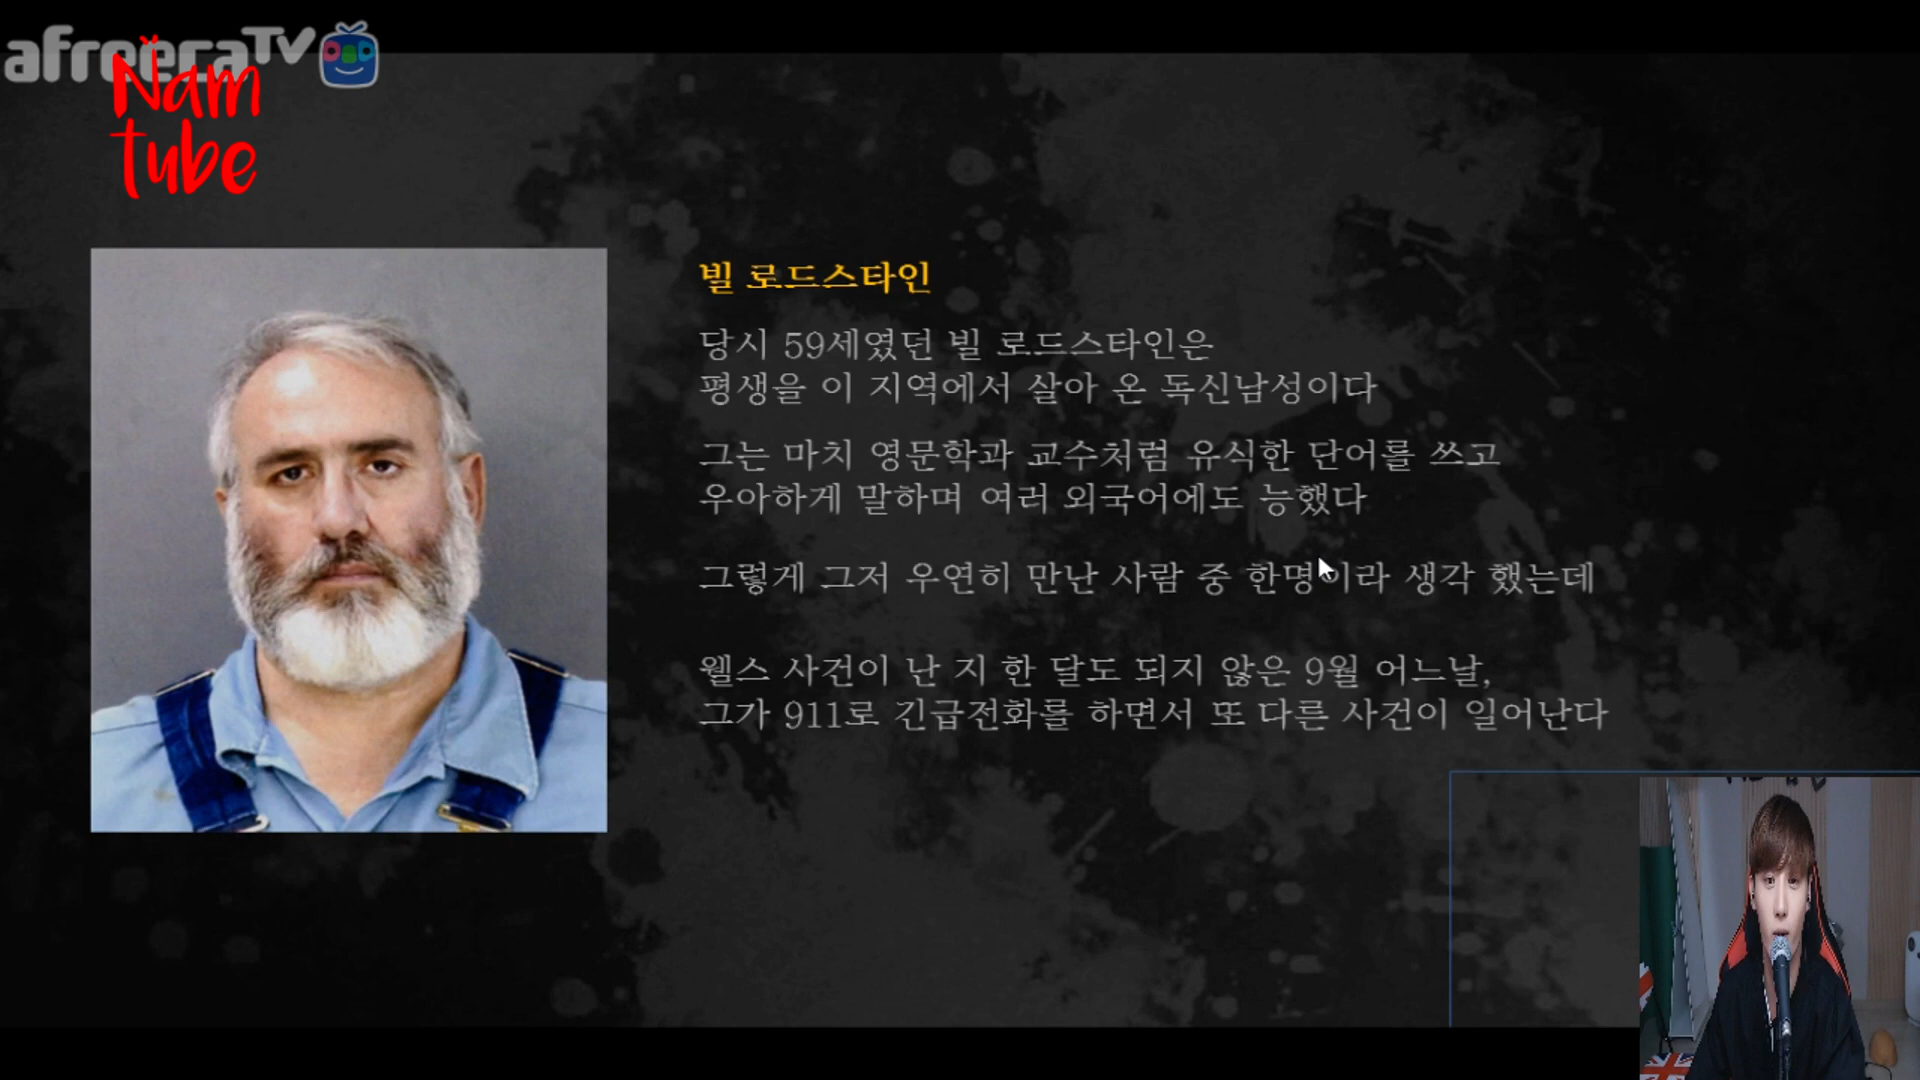 afreecaTV
Nam
tube
빌 로드스타인
당시 59세였던 빌 로드스타인은
평생을 이 지역에서 살아 온 독신남성이다
그는 마치 영문학과 교수처럼 유식한 단어를 쓰고
우아하게 말하며 여러 외국어에도 능했다
그렇게 그저 우연히 만난 사람 중 한명이라 생각 했는데
웰스 사건이 난 지 한 달도 되지 않은 9월 어느날,
그가 911로 긴급전화를 하면서 또 다른 사건이 일어난다